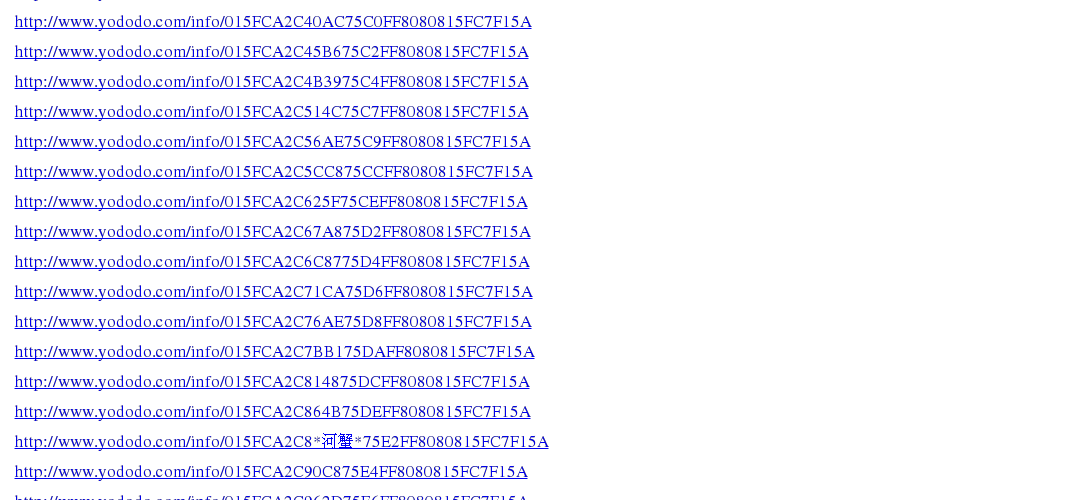 http://www.yododo.com/info/015FCA2C40AC75C0FF8080815FC7F15A
http://www.yododo.com/info/015FCA2C45B675C2FF8080815FC7F15A
http://www.yododo.com/info/015FCA2C4B3975C4FF8080815FC7F15A
http://www.yododo.com/info/015FCA2C514C75C7FF8080815FC7F15A
http://www.yododo.com/info/015FCA2C56AE75C9FF8080815FC7F15A
http://www.yododo.com/info/015FCA2C5CC875CCFF8080815FC7F15A
http://www.yododo.com/info/015FCA2C625F75CEFF8080815FC7F15A
http://www.yododo.com/info/015FCA2C67A875D2FF8080815FC7F15A
http://www.yododo.com/info/015FCA2C6C8775D4FF8080815FC7F15A
http://www.yododo.com/info/015FCA2C71CA75D6FF8080815FC7F15A
http://www.yododo.com/info/015FCA2C76AE75D8FF8080815FC7F15A
http://www.yododo.com/info/015FCA2C7BB175DAFF8080815FC7F15A
http://www.yododo.com/info/015FCA2C814875DCFF8080815FC7F15A
http://www.yododo.com/info/015FCA2C864B75DEFF8080815FC7F15A
http://www.yododo.com/info/015FCA2C8*河蟹*75E2FF8080815FC7F15A
http://www.yododo.com/info/015FCA2C90C875E4FF8080815FC7F15A